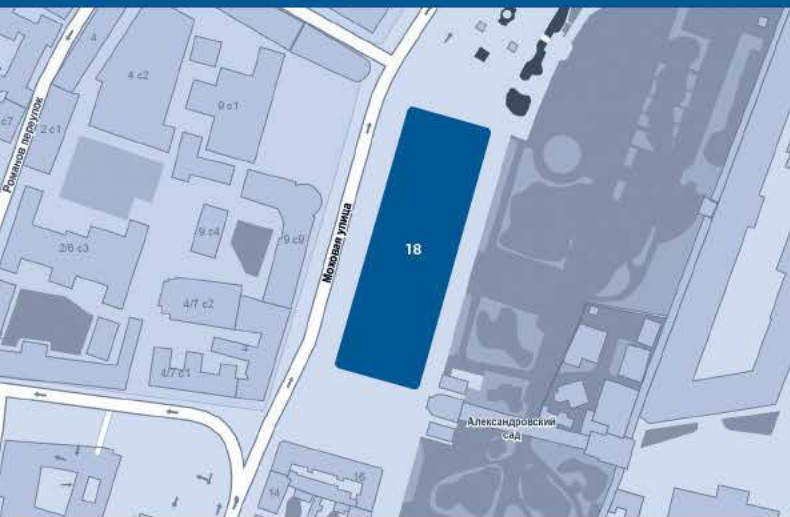 4
4 с2
9 с1
с7
2 с1
Романов переулок
2/6 с3
9 с4
9 с9
Моховая улица
18
4/7 с2
4/7 с1
Александровский
сад
16
14